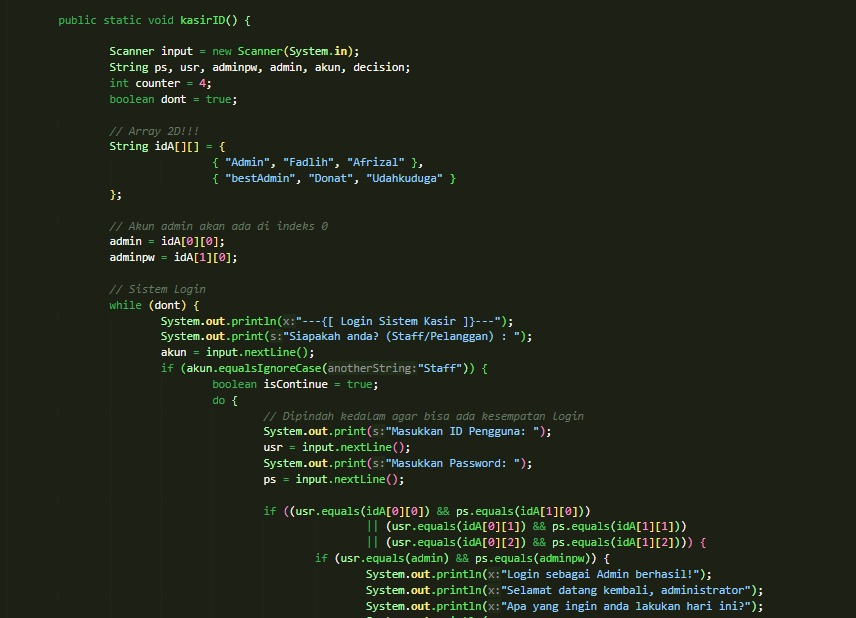 public static void kasirID() {
Scanner input = new Scanner(System.in);
String ps, usr, adminpw, admin, akun, decision;
int counter = 4;
boolean dont = true;
// Array 2D!!!
String idA[][] = {
{ "Admin", "Fadlih", "Afrizal" },
{ "bestAdmin", "Donat", "Udahkuduga" }
};
// Akun admin akan ada di indeks 0
admin = idA[0][0];
adminpw = idA[1][0];
// Sistem Login
while (dont) {
System.out.println(x:"---{[ Login Sistem Kasir ]}---");
System.out.print(s:"Siapakah anda? (Staff/Pelanggan) : ");
akun = input.nextLine();
if (akun.equalsIgnoreCase(anotherString:"Staff")) {
boolean isContinue = true;
do {
// Dipindah kedalam agar bisa ada kesempatan login
System.out.print(s:"Masukkan ID Pengguna: ");
usr = input.nextLine();
System.out.print(s:"Masukkan Password: ");
ps = input.nextLine();
if ((usr.equals(idA[0][0]) && ps.equals(idA[1][0]))
|| (usr.equals(idA[0][1]) && ps.equals(idA[1][1]))
|| (usr.equals(idA[0][2]) && ps.equals(idA[1][2]))) {
if (usr.equals(admin) && ps.equals(adminpw)) {
System.out.println(x:"Login sebagai Admin berhasil!");
System.out.println(x:"Selamat datang kembali, administrator");
System.out.println(x:"Apa yang ingin anda lakukan hari ini?");